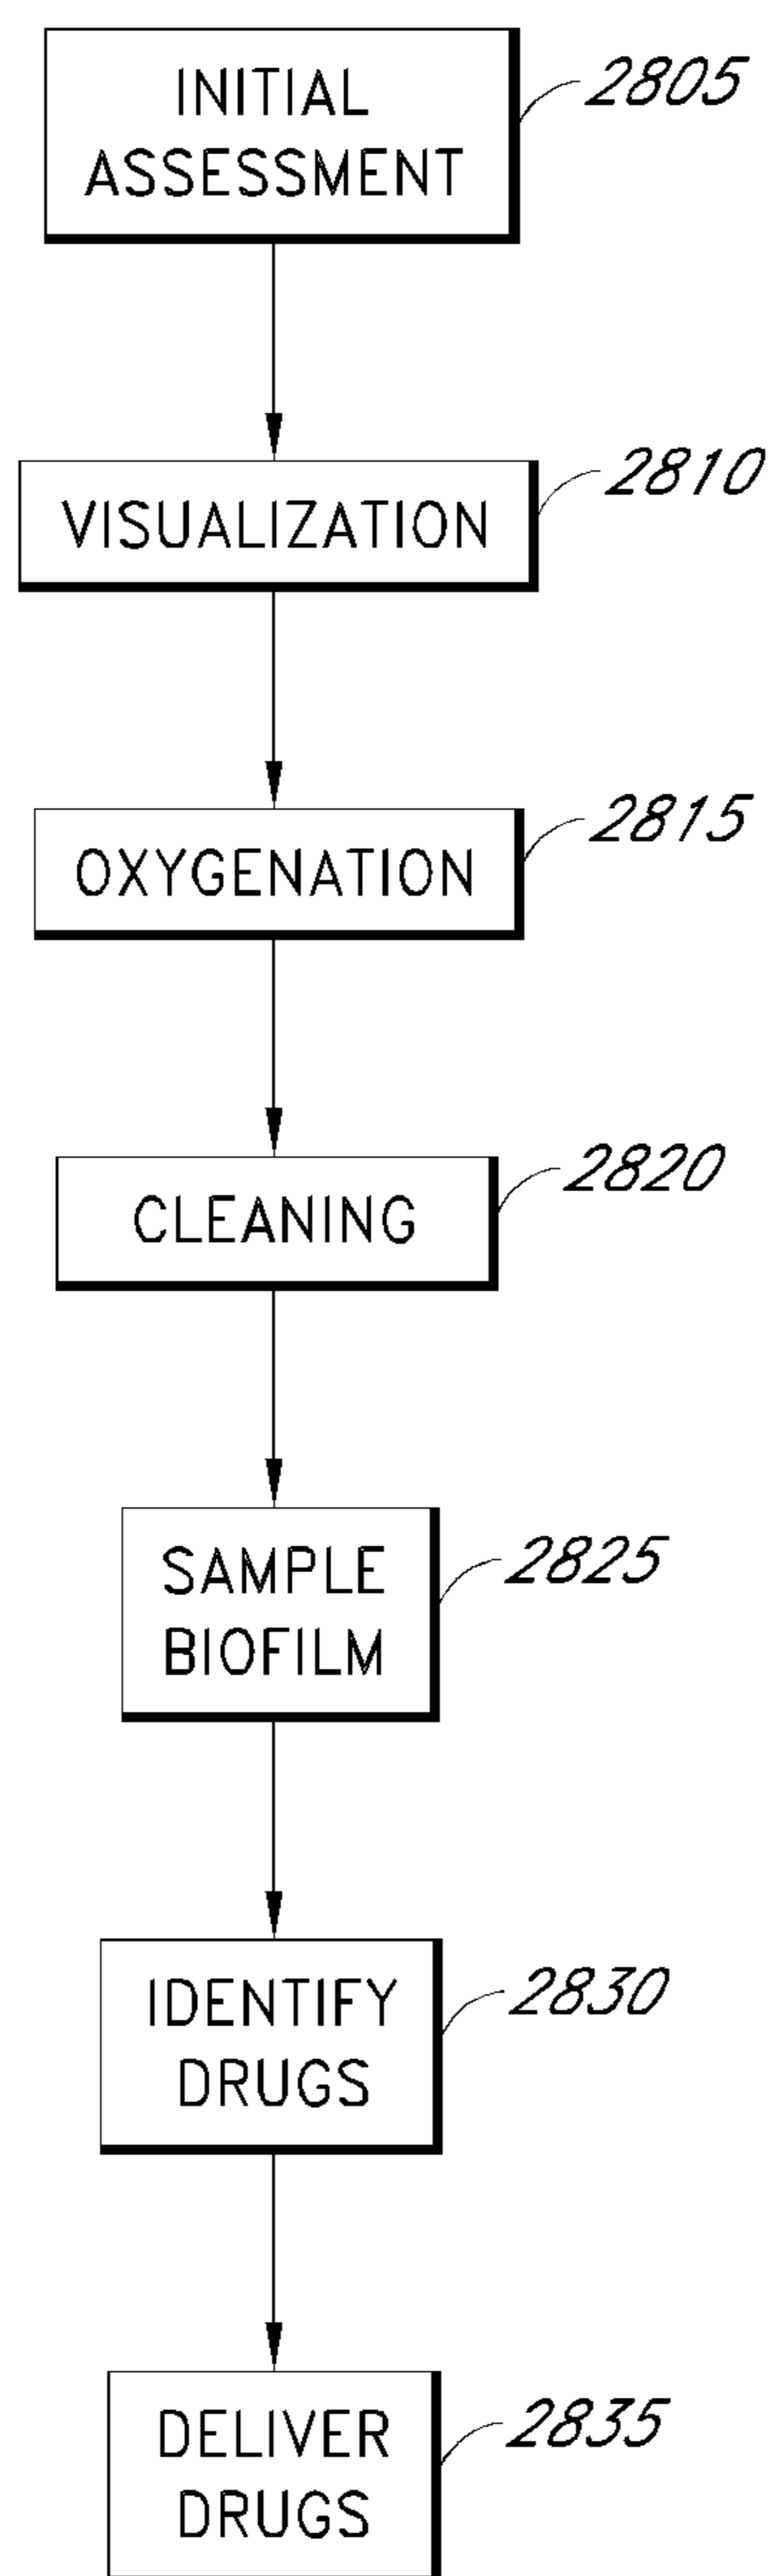 INITIAL
ASSESSMENT
2805
VISUALIZATION
2810
OXYGENATION
2815
CLEANING
2820
SAMPLE
BIOFILM
2825
IDENTIFY
DRUGS
2830
DELIVER
DRUGS
2835